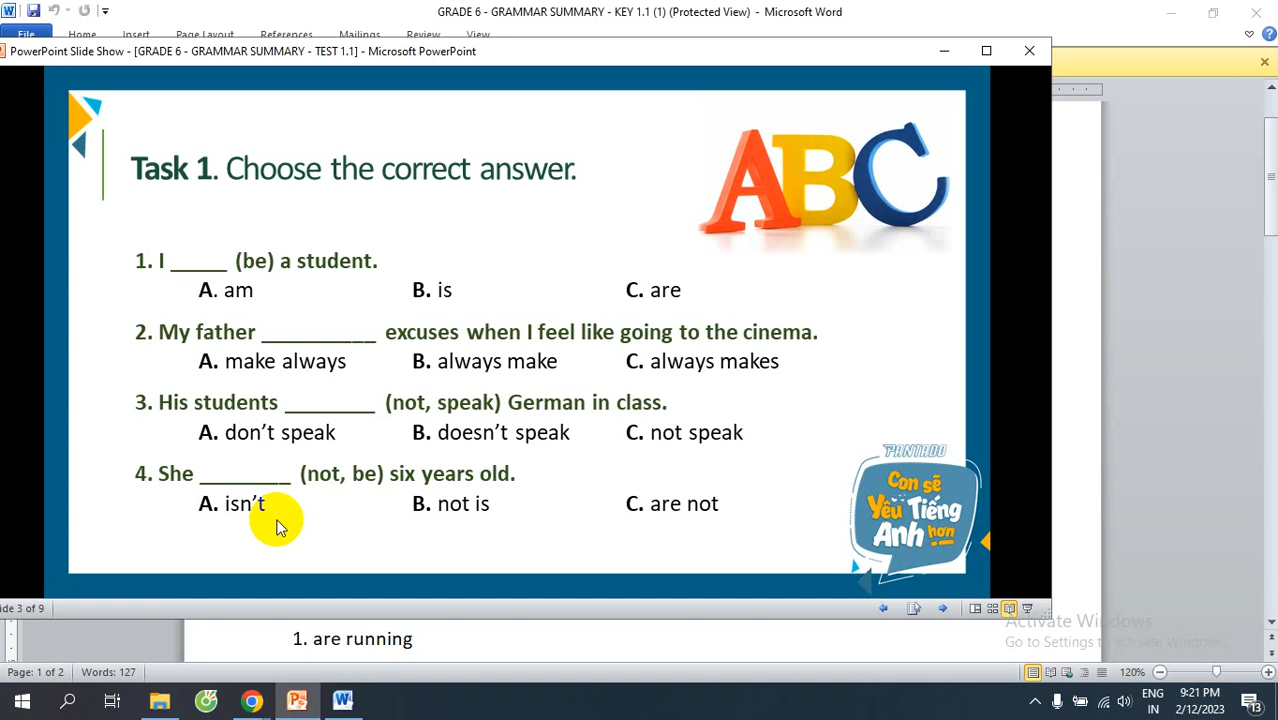 GRADE 6 - GRAMMAR SUMMARY - KEY 1.1 (1) (Protected View) - Microsoft Word
File Home Insert Page Layout References Mailings Review View
PowerPoint Slide Show - [GRADE 6 - GRAMMAR SUMMARY - TEST 1.1] - Microsoft PowerPoint
ABC
Task 1. Choose the correct answer.
1. I _____ (be) a student.
A. am B. is C. are
2. My father __________ excuses when I feel like going to the cinema.
A. make always B. always make C. always makes
3. His students ________ (not, speak) German in class.
A. don't speak B. doesn't speak C. not speak
4. She ________ (not, be) six years old.
A. isn't B. not is C. are not
PANTADO
Con sẽ
Yêu Tiếng
Anh hơn
lide 3 of 9
Activate Windows
Go to Settings to activate Windows.
1. are running
Page: 1 of 2 Words: 127 120%
ENG 9:21 PM
IN 2/12/2023 13